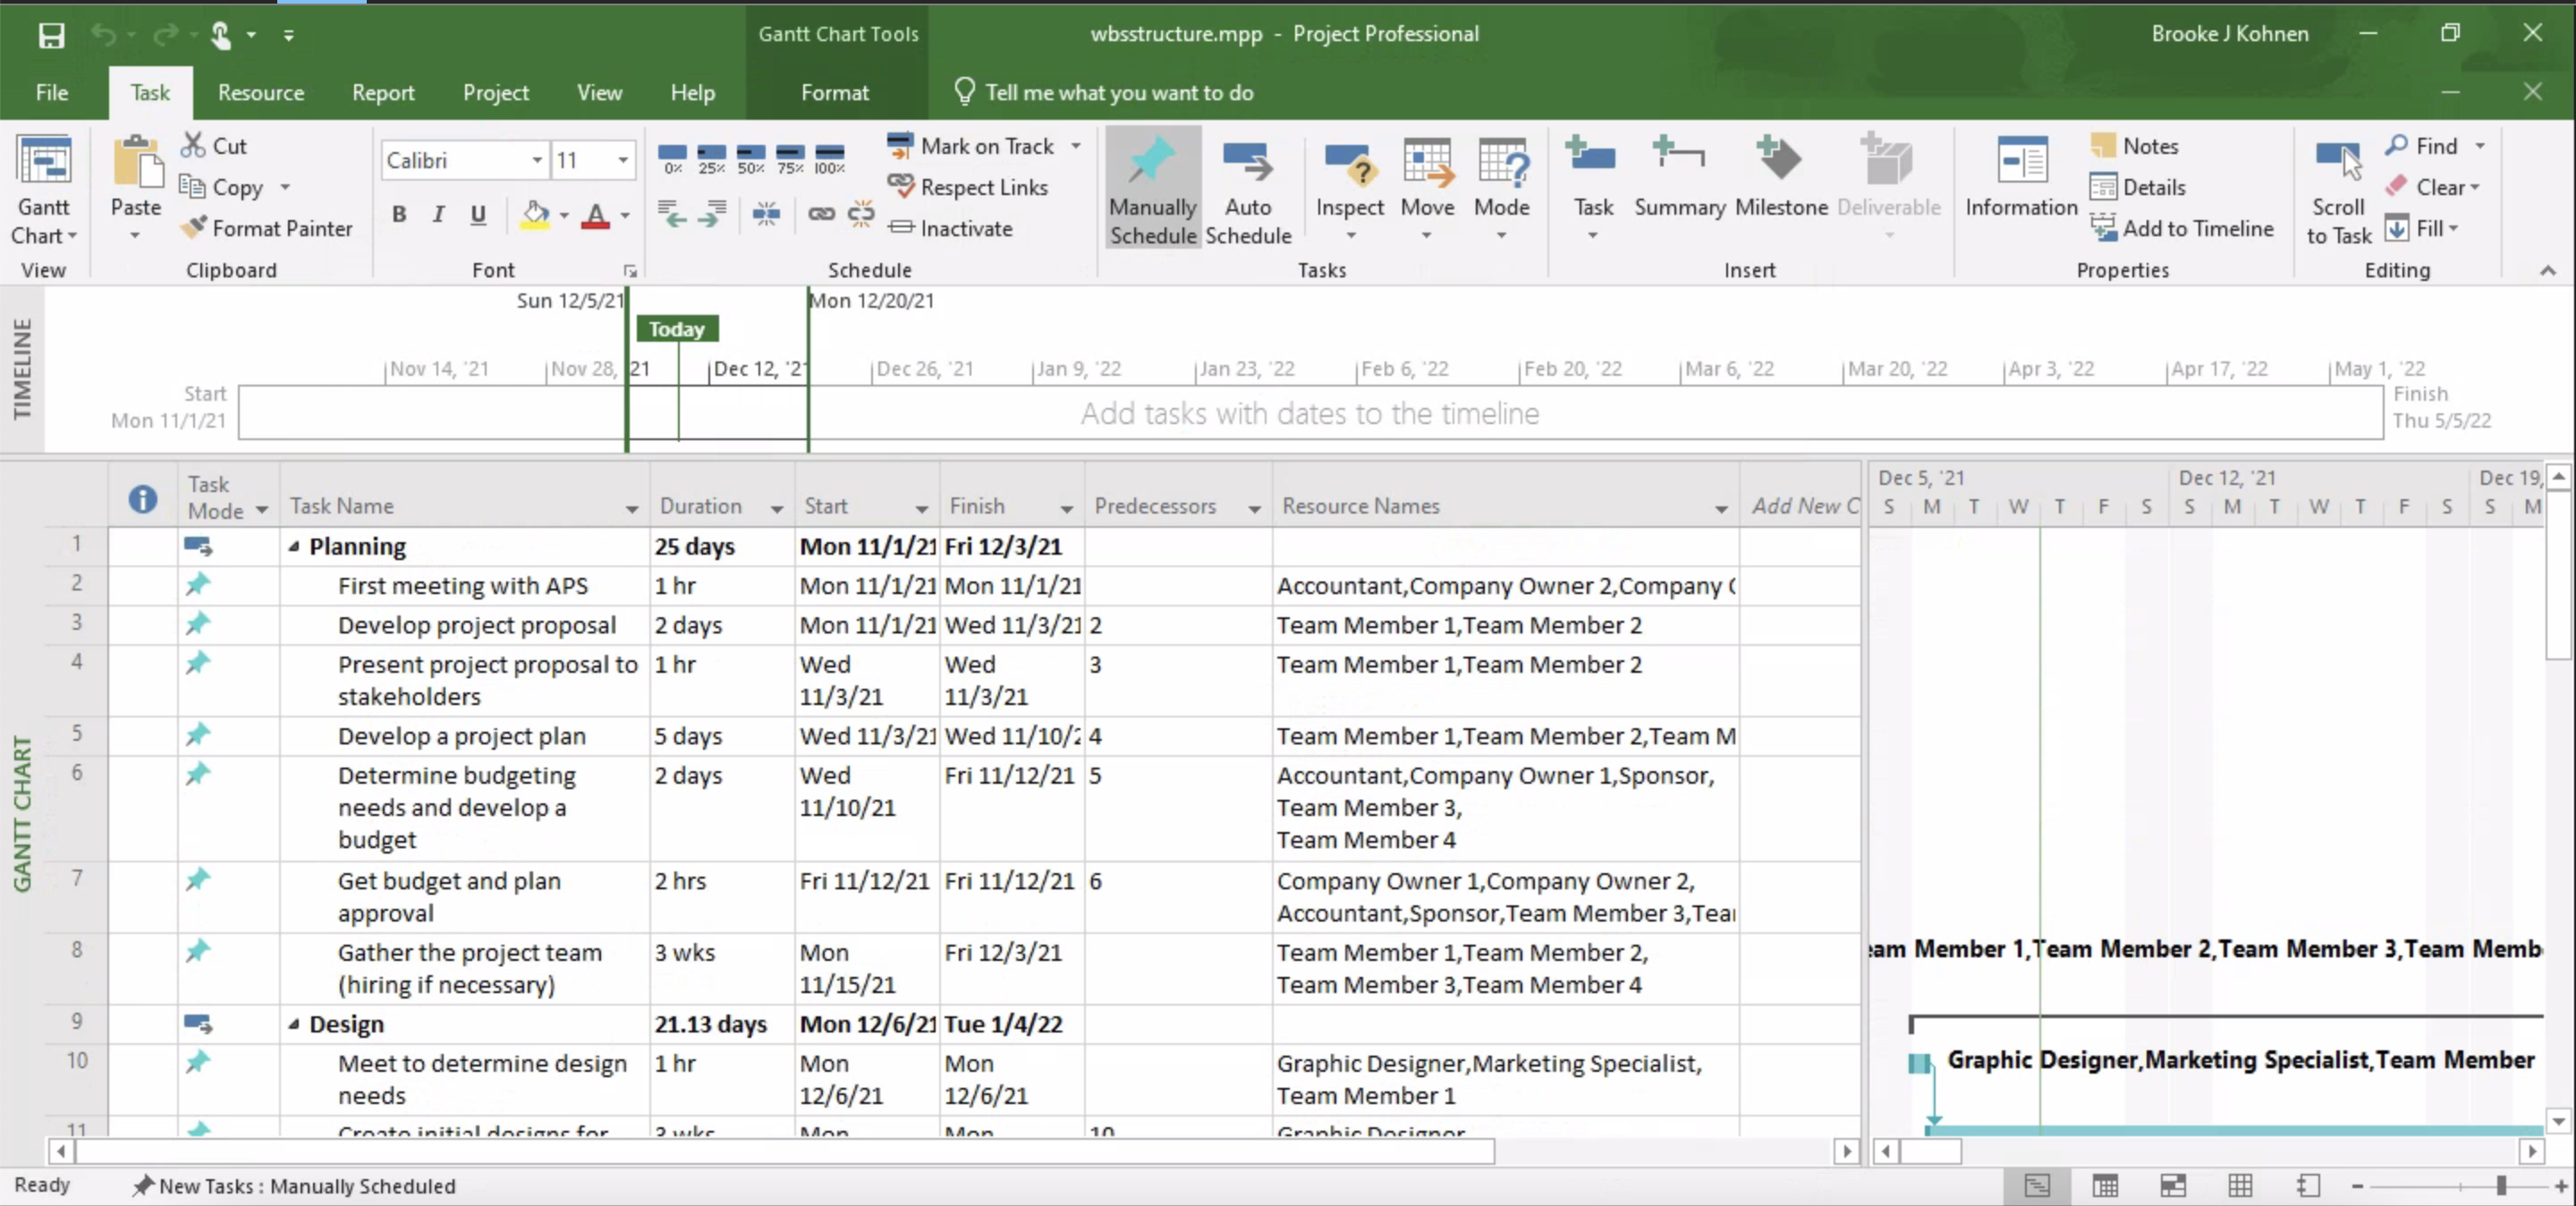 Gantt Chart Tools
wbsstructure.mpp - Project Professional
Brooke J Kohnen
File Task Resource Report Project View Help Format Tell me what you want to do
Gantt
Chart
View
Paste
Cut
Copy
Format Painter
Clipboard
Calibri 11
B I U A
Font
0% 25% 50% 75% 100%
Mark on Track
Respect Links
Inactivate
Schedule
Manually
Schedule
Auto
Schedule
Inspect
Move
Mode
Tasks
Task
Summary
Milestone
Deliverable
Insert
Information
Notes
Details
Add to Timeline
Properties
Scroll
to Task
Find
Clear
Fill
Editing
TIMELINE
Sun 12/5/21 Mon 12/20/21
Today
Nov 14, '21 Nov 28, 21 Dec 12, '21 Dec 26, '21 Jan 9, '22 Jan 23, '22 Feb 6, '22 Feb 20, '22 Mar 6, '22 Mar 20, '22 Apr 3, '22 Apr 17, '22 May 1, '22
Start
Mon 11/1/21
Add tasks with dates to the timeline
Finish
Thu 5/5/22
GANTT CHART
Task
Mode
Task Name Duration Start Finish Predecessors Resource Names Add New C
Dec 5, '21 Dec 12, '21 Dec 19,
S M T W T F S S M T W T F S S M
1 Planning 25 days Mon 11/1/21 Fri 12/3/21
2 First meeting with APS 1 hr Mon 11/1/21 Mon 11/1/21 Accountant,Company Owner 2,Company
3 Develop project proposal 2 days Mon 11/1/21 Wed 11/3/21 2 Team Member 1,Team Member 2
4 Present project proposal to 1 hr Wed Wed 3 Team Member 1,Team Member 2
stakeholders 11/3/21 11/3/21
5 Develop a project plan 5 days Wed 11/3/21 Wed 11/10/2 4 Team Member 1,Team Member 2,Team M
6 Determine budgeting 2 days Wed Fri 11/12/21 5 Accountant,Company Owner 1,Sponsor,
needs and develop a 11/10/21 Team Member 3,
budget Team Member 4
7 Get budget and plan 2 hrs Fri 11/12/21 Fri 11/12/21 6 Company Owner 1,Company Owner 2,
approval Accountant,Sponsor,Team Member 3,Tea
8 Gather the project team 3 wks Mon Fri 12/3/21 Team Member 1,Team Member 2,
(hiring if necessary) 11/15/21 Team Member 3,Team Member 4
eam Member 1,Team Member 2,Team Member 3,Team Memb
9 Design 21.13 days Mon 12/6/21 Tue 1/4/22
10 Meet to determine design 1 hr Mon Mon Graphic Designer,Marketing Specialist,
needs 12/6/21 12/6/21 Team Member 1
Graphic Designer,Marketing Specialist,Team Member
11 Create initial designs for 3 wks Mon Mon 10 Graphic Designer
Ready New Tasks : Manually Scheduled